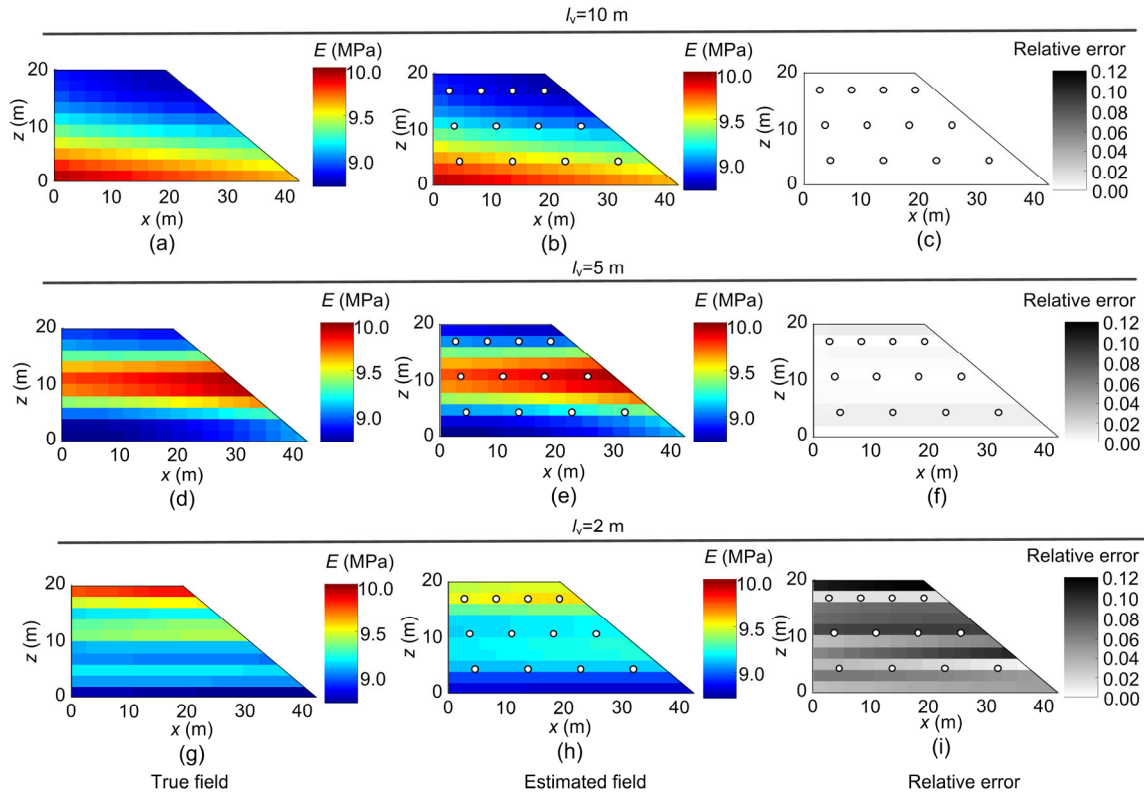 lv=10 m
E (MPa)
10.0
9.5
9.0
20
10
0
z (m)
0 10 20 30 40
x (m)
(a)
E (MPa)
10.0
9.5
9.0
20
10
0
z (m)
0 10 20 30 40
x (m)
(b)
Relative error
0.12
0.10
0.08
0.06
0.04
0.02
0.00
20
10
0
z (m)
0 10 20 30 40
x (m)
(c)
lv=5 m
E (MPa)
10.0
9.5
9.0
20
10
0
z (m)
0 10 20 30 40
x (m)
(d)
E (MPa)
10.0
9.5
9.0
20
10
0
z (m)
0 10 20 30 40
x (m)
(e)
Relative error
0.12
0.10
0.08
0.06
0.04
0.02
0.00
20
10
0
z (m)
0 10 20 30 40
x (m)
(f)
lv=2 m
E (MPa)
10.0
9.5
9.0
20
10
0
z (m)
0 10 20 30 40
x (m)
(g)
E (MPa)
10.0
9.5
9.0
20
10
0
z (m)
0 10 20 30 40
x (m)
(h)
Relative error
0.12
0.10
0.08
0.06
0.04
0.02
0.00
20
10
0
z (m)
0 10 20 30 40
x (m)
(i)
True field
Estimated field
Relative error